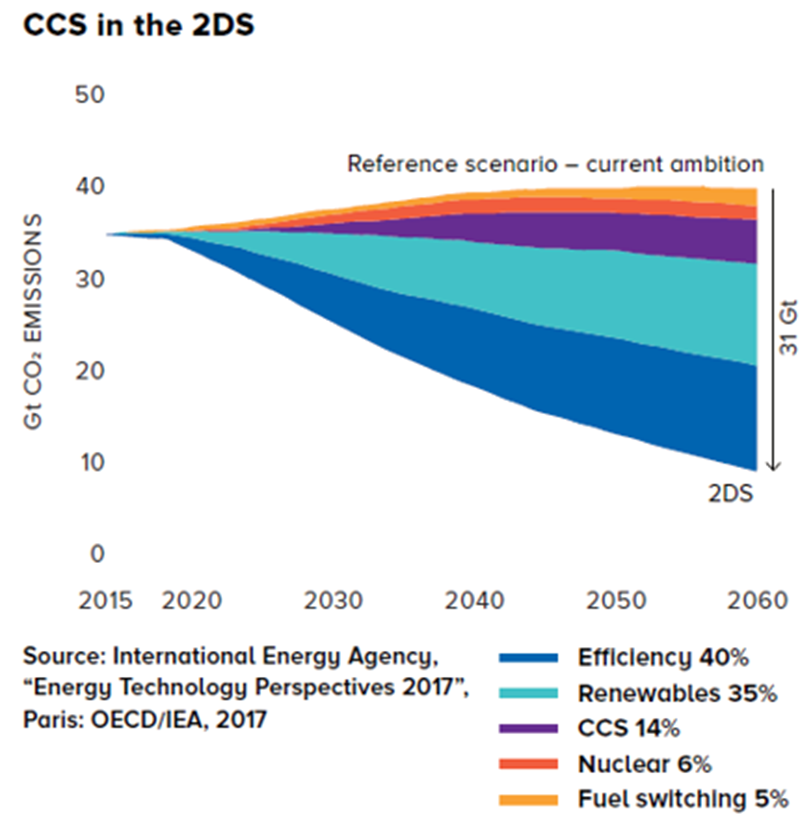 CCS in the 2DS
50
Reference scenario – current ambition
40
30
20
10
0
Gt CO₂ EMISSIONS
31 Gt
2DS
2015 2020 2030 2040 2050 2060
Source: International Energy Agency,
“Energy Technology Perspectives 2017”,
Paris: OECD/IEA, 2017
Efficiency 40%
Renewables 35%
CCS 14%
Nuclear 6%
Fuel switching 5%